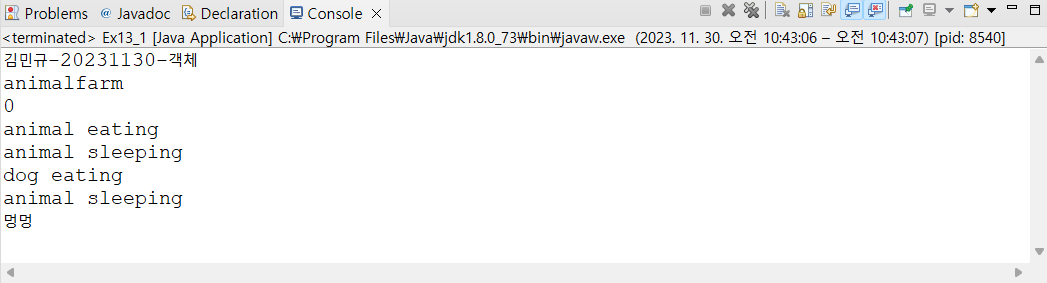 Problems @ Javadoc Declaration Console
<terminated> Ex13_1 [Java Application] C:₩Program Files₩Java₩jdk1.8.0_73₩bin₩javaw.exe (2023. 11. 30. 오전 10:43:06 – 오전 10:43:07) [pid: 8540]
김민규-20231130-객체
animalfarm
0
animal eating
animal sleeping
dog eating
animal sleeping
멍멍